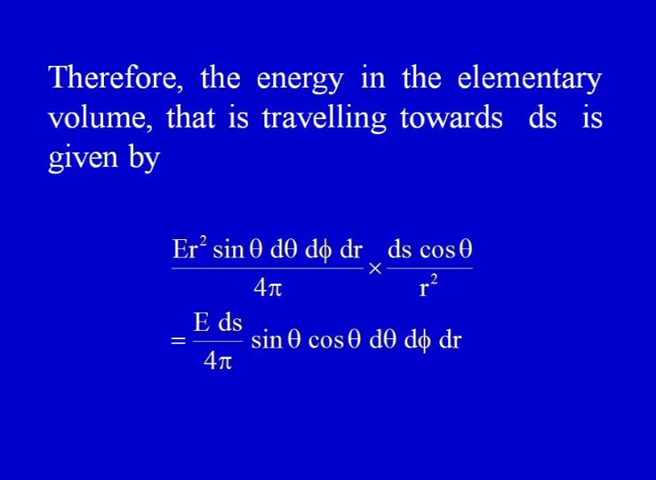 Therefore, the energy in the elementary
volume, that is travelling towards ds is
given by
Er² sin θ dθ dϕ dr / 4π × ds cos θ / r²
= E ds / 4π sin θ cos θ dθ dϕ dr